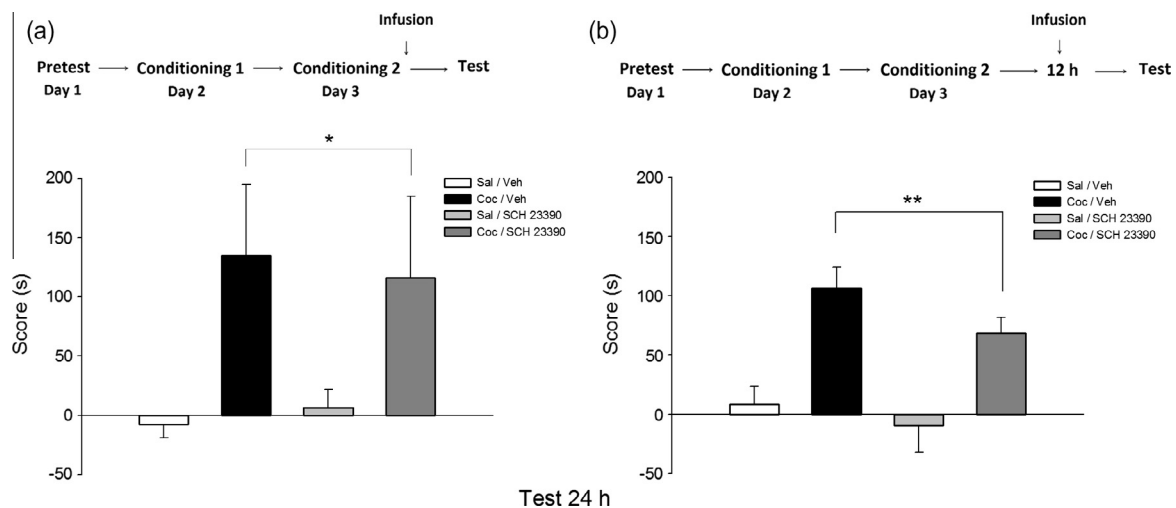 (a)
Infusion
Pretest → Conditioning 1 → Conditioning 2 → Test
Day 1 Day 2 Day 3
*
200
150
100
50
0
-50
Score (s)
Sal / Veh
Coc / Veh
Sal / SCH 23390
Coc / SCH 23390
(b)
Infusion
Pretest → Conditioning 1 → Conditioning 2 → 12 h → Test
Day 1 Day 2 Day 3
**
200
150
100
50
0
-50
Score (s)
Sal / Veh
Coc / Veh
Sal / SCH 23390
Coc / SCH 23390
Test 24 h